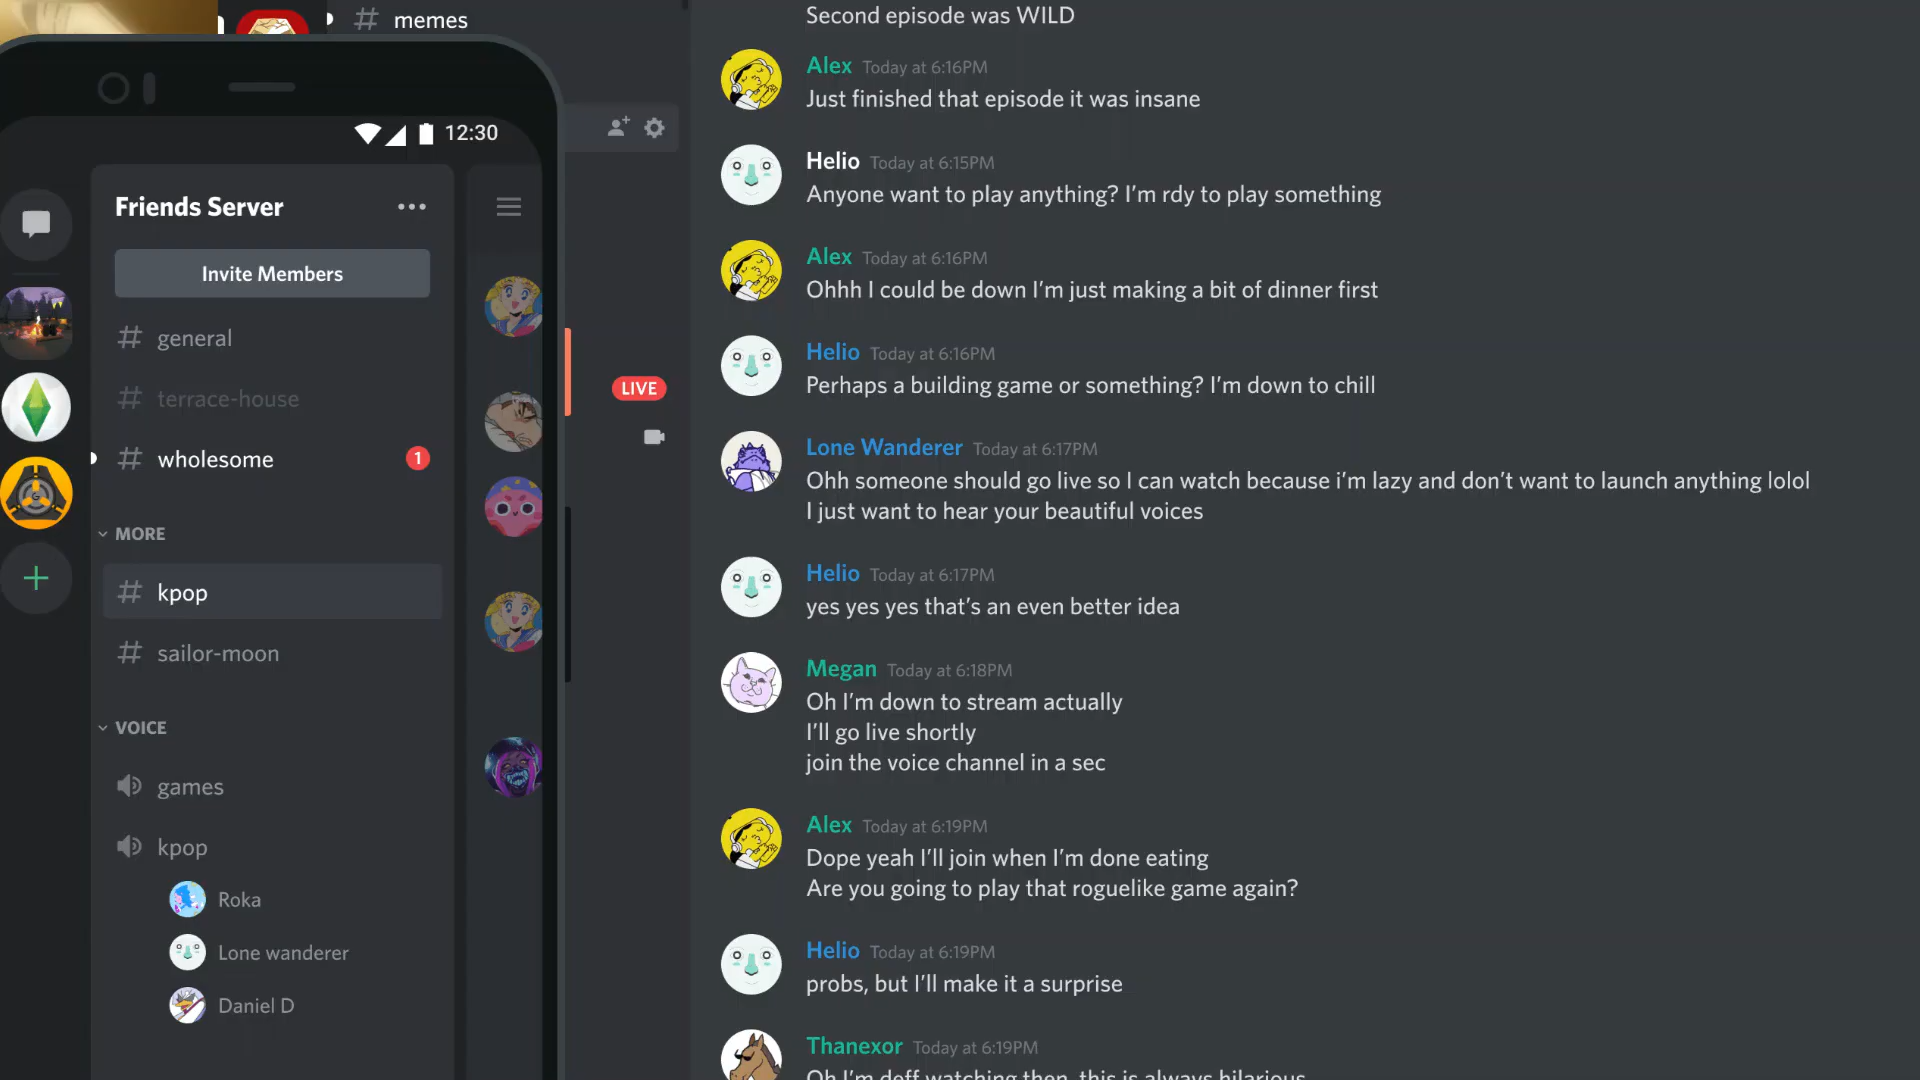 # memes
12:30
Friends Server
Invite Members
# general
# terrace-house
# wholesome
1
MORE
# kpop
# sailor-moon
VOICE
games
kpop
Roka
Lone wanderer
Daniel D
LIVE
Second episode was WILD
Alex Today at 6:16PM
Just finished that episode it was insane
Helio Today at 6:15PM
Anyone want to play anything? I’m rdy to play something
Alex Today at 6:16PM
Ohhh I could be down I’m just making a bit of dinner first
Helio Today at 6:16PM
Perhaps a building game or something? I’m down to chill
Lone Wanderer Today at 6:17PM
Ohh someone should go live so I can watch because i’m lazy and don’t want to launch anything lolol
I just want to hear your beautiful voices
Helio Today at 6:17PM
yes yes yes that’s an even better idea
Megan Today at 6:18PM
Oh I’m down to stream actually
I’ll go live shortly
join the voice channel in a sec
Alex Today at 6:19PM
Dope yeah I’ll join when I’m done eating
Are you going to play that roguelike game again?
Helio Today at 6:19PM
probs, but I’ll make it a surprise
Thanexor Today at 6:19PM
Oh I’m deff watching then, this is always hilarious